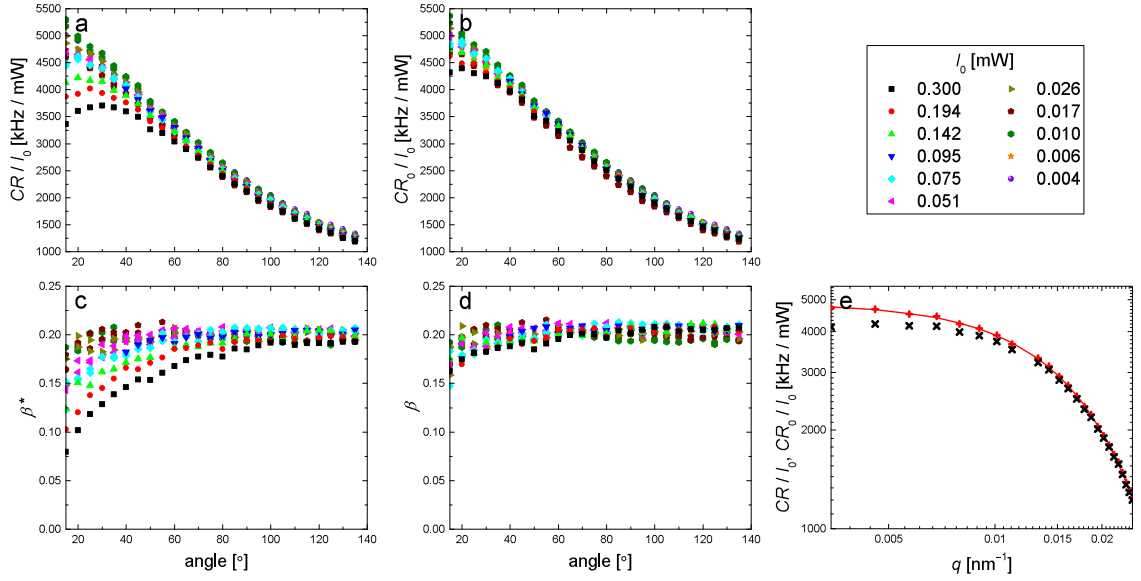 a
5500
5000
4500
4000
3500
3000
2500
2000
1500
1000
CR / I₀ [kHz / mW]
20 40 60 80 100 120 140
b
5500
5000
4500
4000
3500
3000
2500
2000
1500
1000
CR₀ / I₀ [kHz / mW]
20 40 60 80 100 120 140
I₀ [mW]
0.300 0.026
0.194 0.017
0.142 0.010
0.095 0.006
0.075 0.004
0.051
c
0.25
0.20
0.15
0.10
0.05
0.00
β*
20 40 60 80 100 120 140
angle [°]
d
0.25
0.20
0.15
0.10
0.05
0.00
β
20 40 60 80 100 120 140
angle [°]
e
5000
4000
3000
2000
1000
CR / I₀, CR₀ / I₀ [kHz / mW]
0.005 0.01 0.015 0.02
q [nm⁻¹]